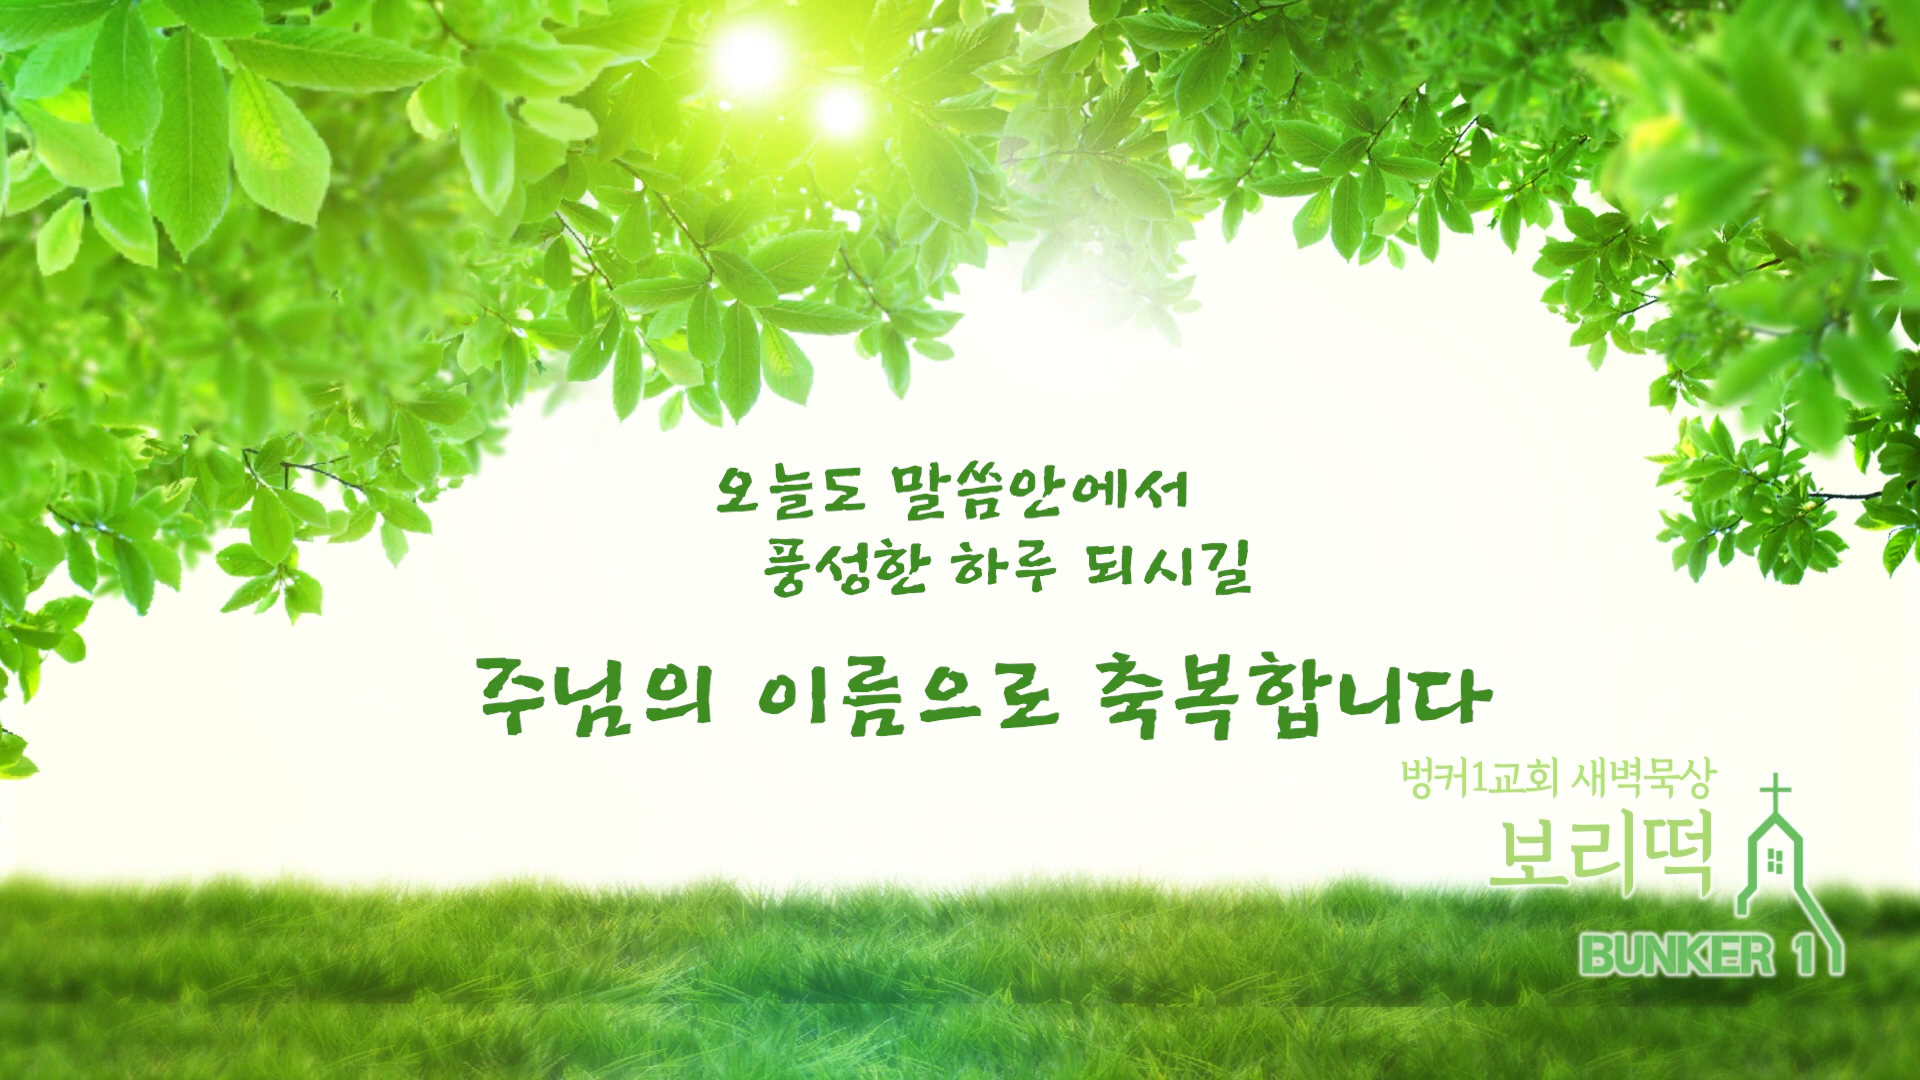 오늘도 말씀안에서
풍성한 하루 되시길
주님의 이름으로 축복합니다
벙커1교회 새벽묵상
보리떡
BUNKER 1